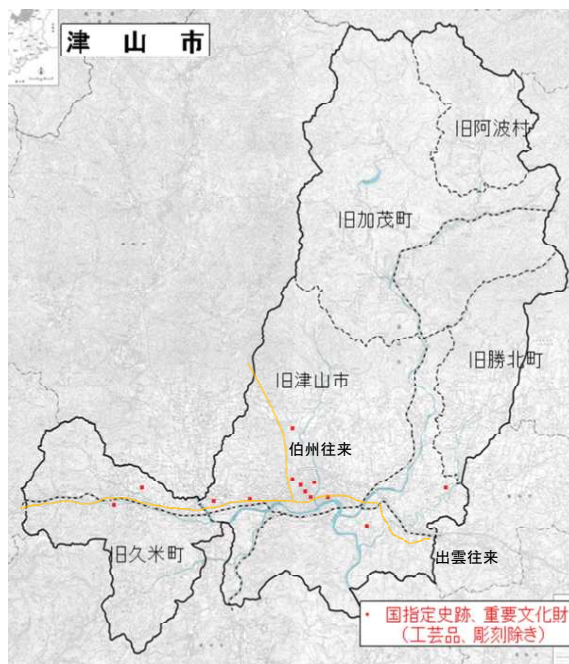 津山市
旧阿波村
旧加茂町
旧勝北町
旧津山市
伯州往来
旧久米町
出雲往来
・ 国指定史跡、重要文化財
(工芸品、彫刻除き)